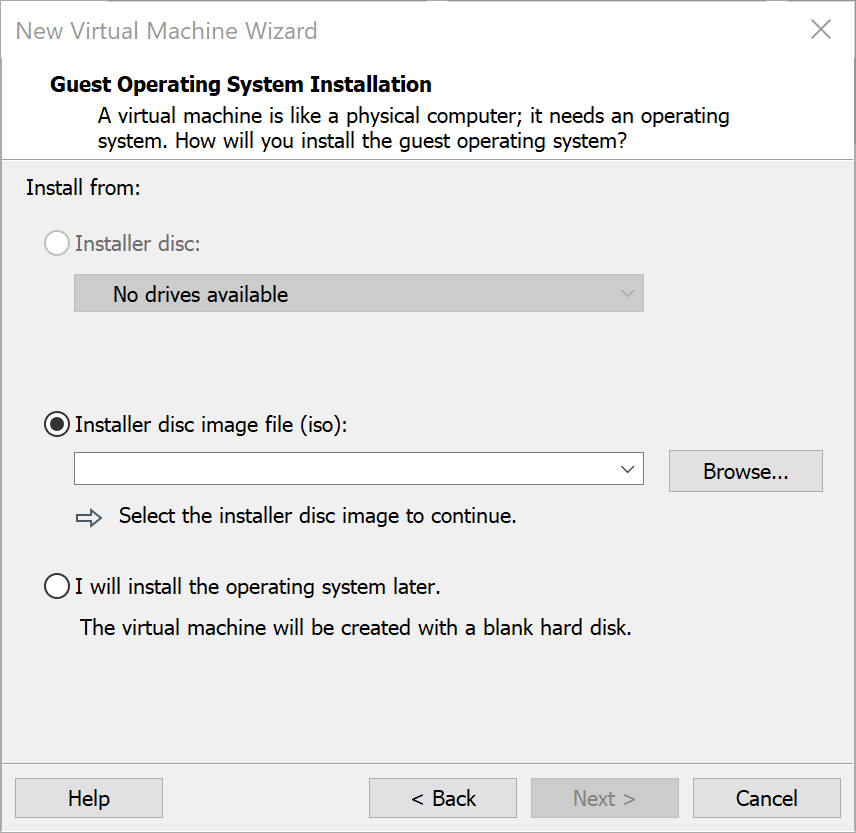 New Virtual Machine Wizard
Guest Operating System Installation
A virtual machine is like a physical computer; it needs an operating
system. How will you install the guest operating system?
Install from:
Installer disc:
No drives available
Installer disc image file (iso):
Browse...
Select the installer disc image to continue.
I will install the operating system later.
The virtual machine will be created with a blank hard disk.
Help
< Back
Next >
Cancel